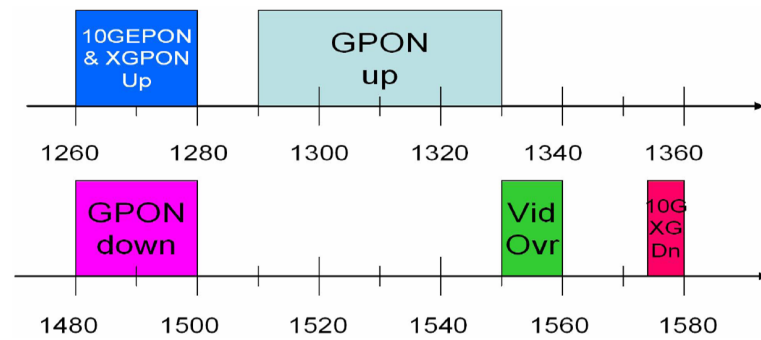 10GEPON
& XGPON
Up
GPON
up
1260 1280 1300 1320 1340 1360
GPON
down
Vid
Ovr
10G
XG
Dn
1480 1500 1520 1540 1560 1580